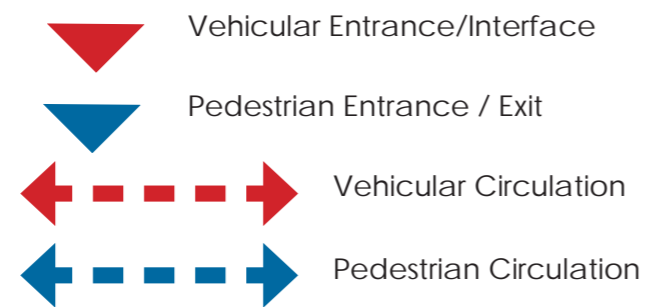 Vehicular Entrance/Interface
Pedestrian Entrance / Exit
Vehicular Circulation
Pedestrian Circulation